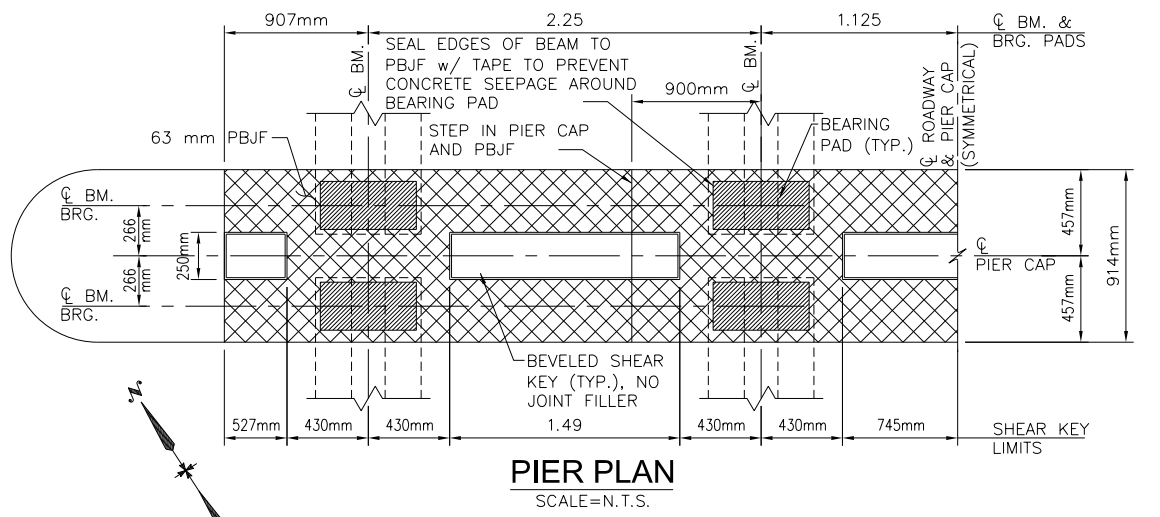 907mm
2.25
1.125
℄ BM. &
BRG. PADS
SEAL EDGES OF BEAM TO
PBJF w/ TAPE TO PREVENT
CONCRETE SEEPAGE AROUND
BEARING PAD
℄ BM.
℄ BM.
900mm
63 mm PBJF
STEP IN PIER CAP
AND PBJF
BEARING
PAD (TYP.)
℄ ROADWAY
& PIER CAP
(SYMMETRICAL)
℄ BM.
BRG.
266
mm
250mm
266
mm
℄ BM.
BRG.
℄
PIER CAP
457mm
457mm
914mm
BEVELED SHEAR
KEY (TYP.), NO
JOINT FILLER
N
527mm
430mm
430mm
1.49
430mm
430mm
745mm
SHEAR KEY
LIMITS
PIER PLAN
SCALE=N.T.S.